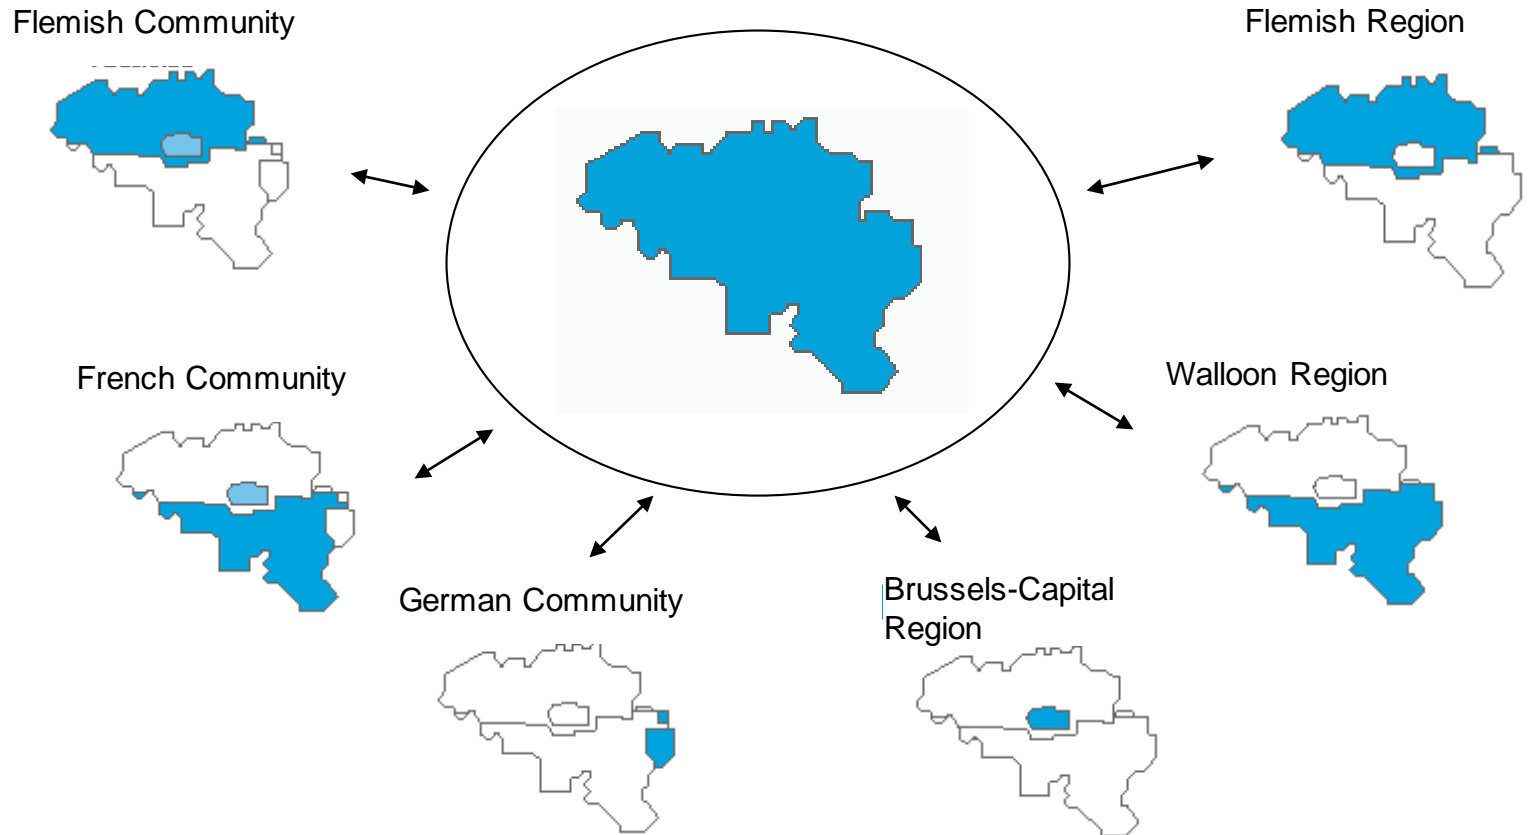 Flemish Community
Flemish Region
French Community
Walloon Region
German Community
Brussels-Capital
Region